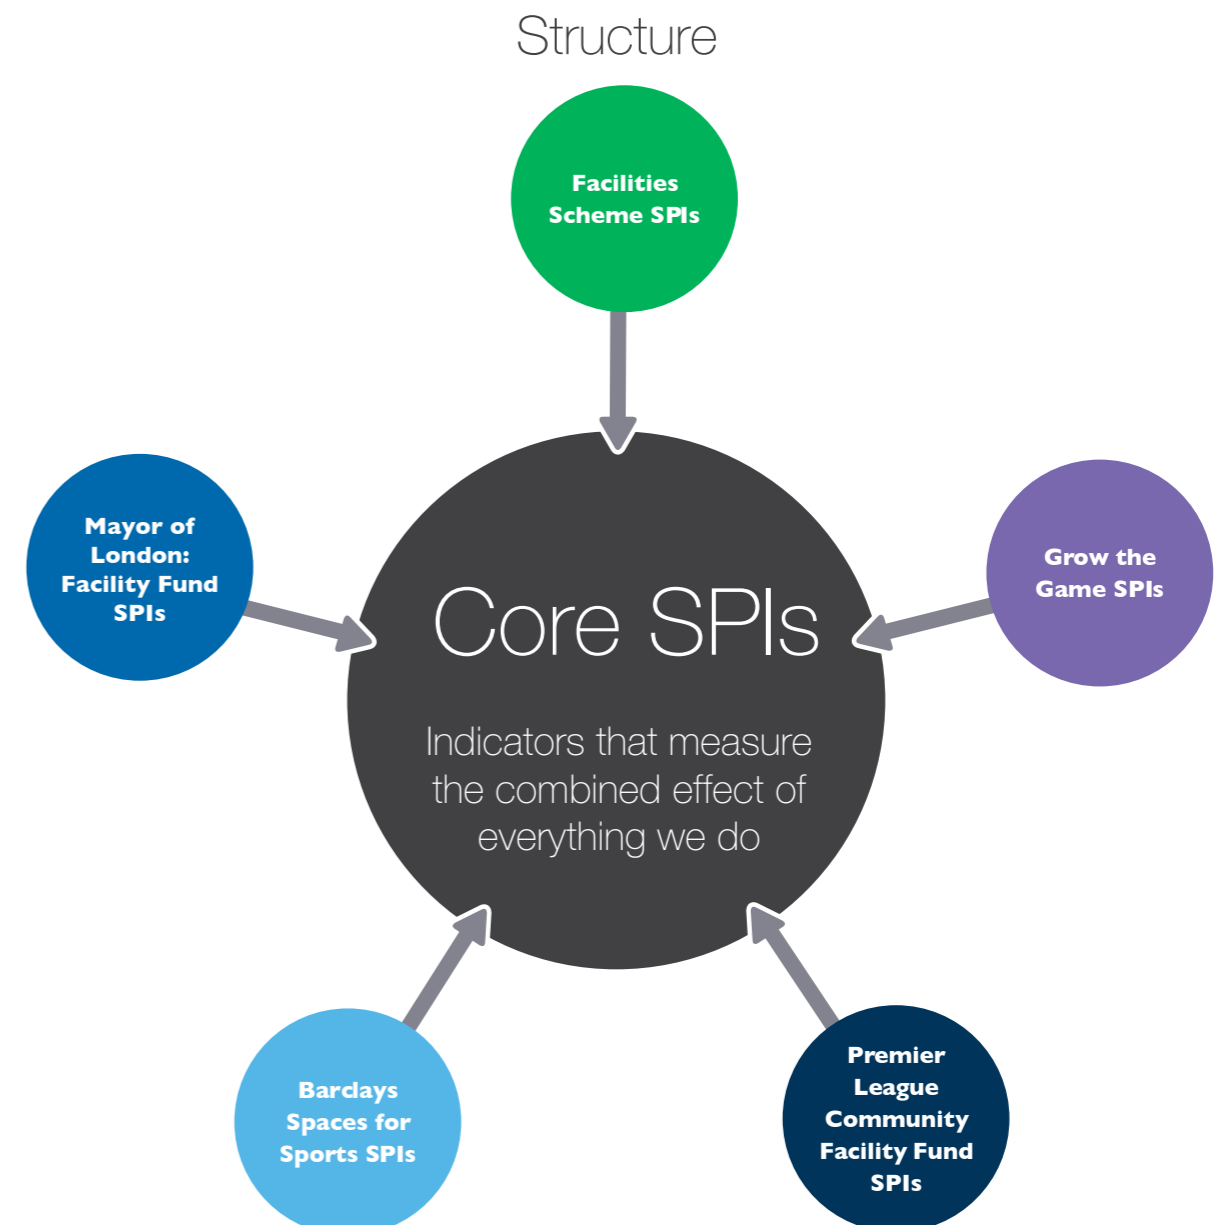 Structure
Facilities
Scheme SPIs
Mayor of
London:
Facility Fund
SPIs
Grow the
Game SPIs
Core SPIs
Indicators that measure
the combined effect of
everything we do
Barclays
Spaces for
Sports SPIs
Premier
League
Community
Facility Fund
SPIs